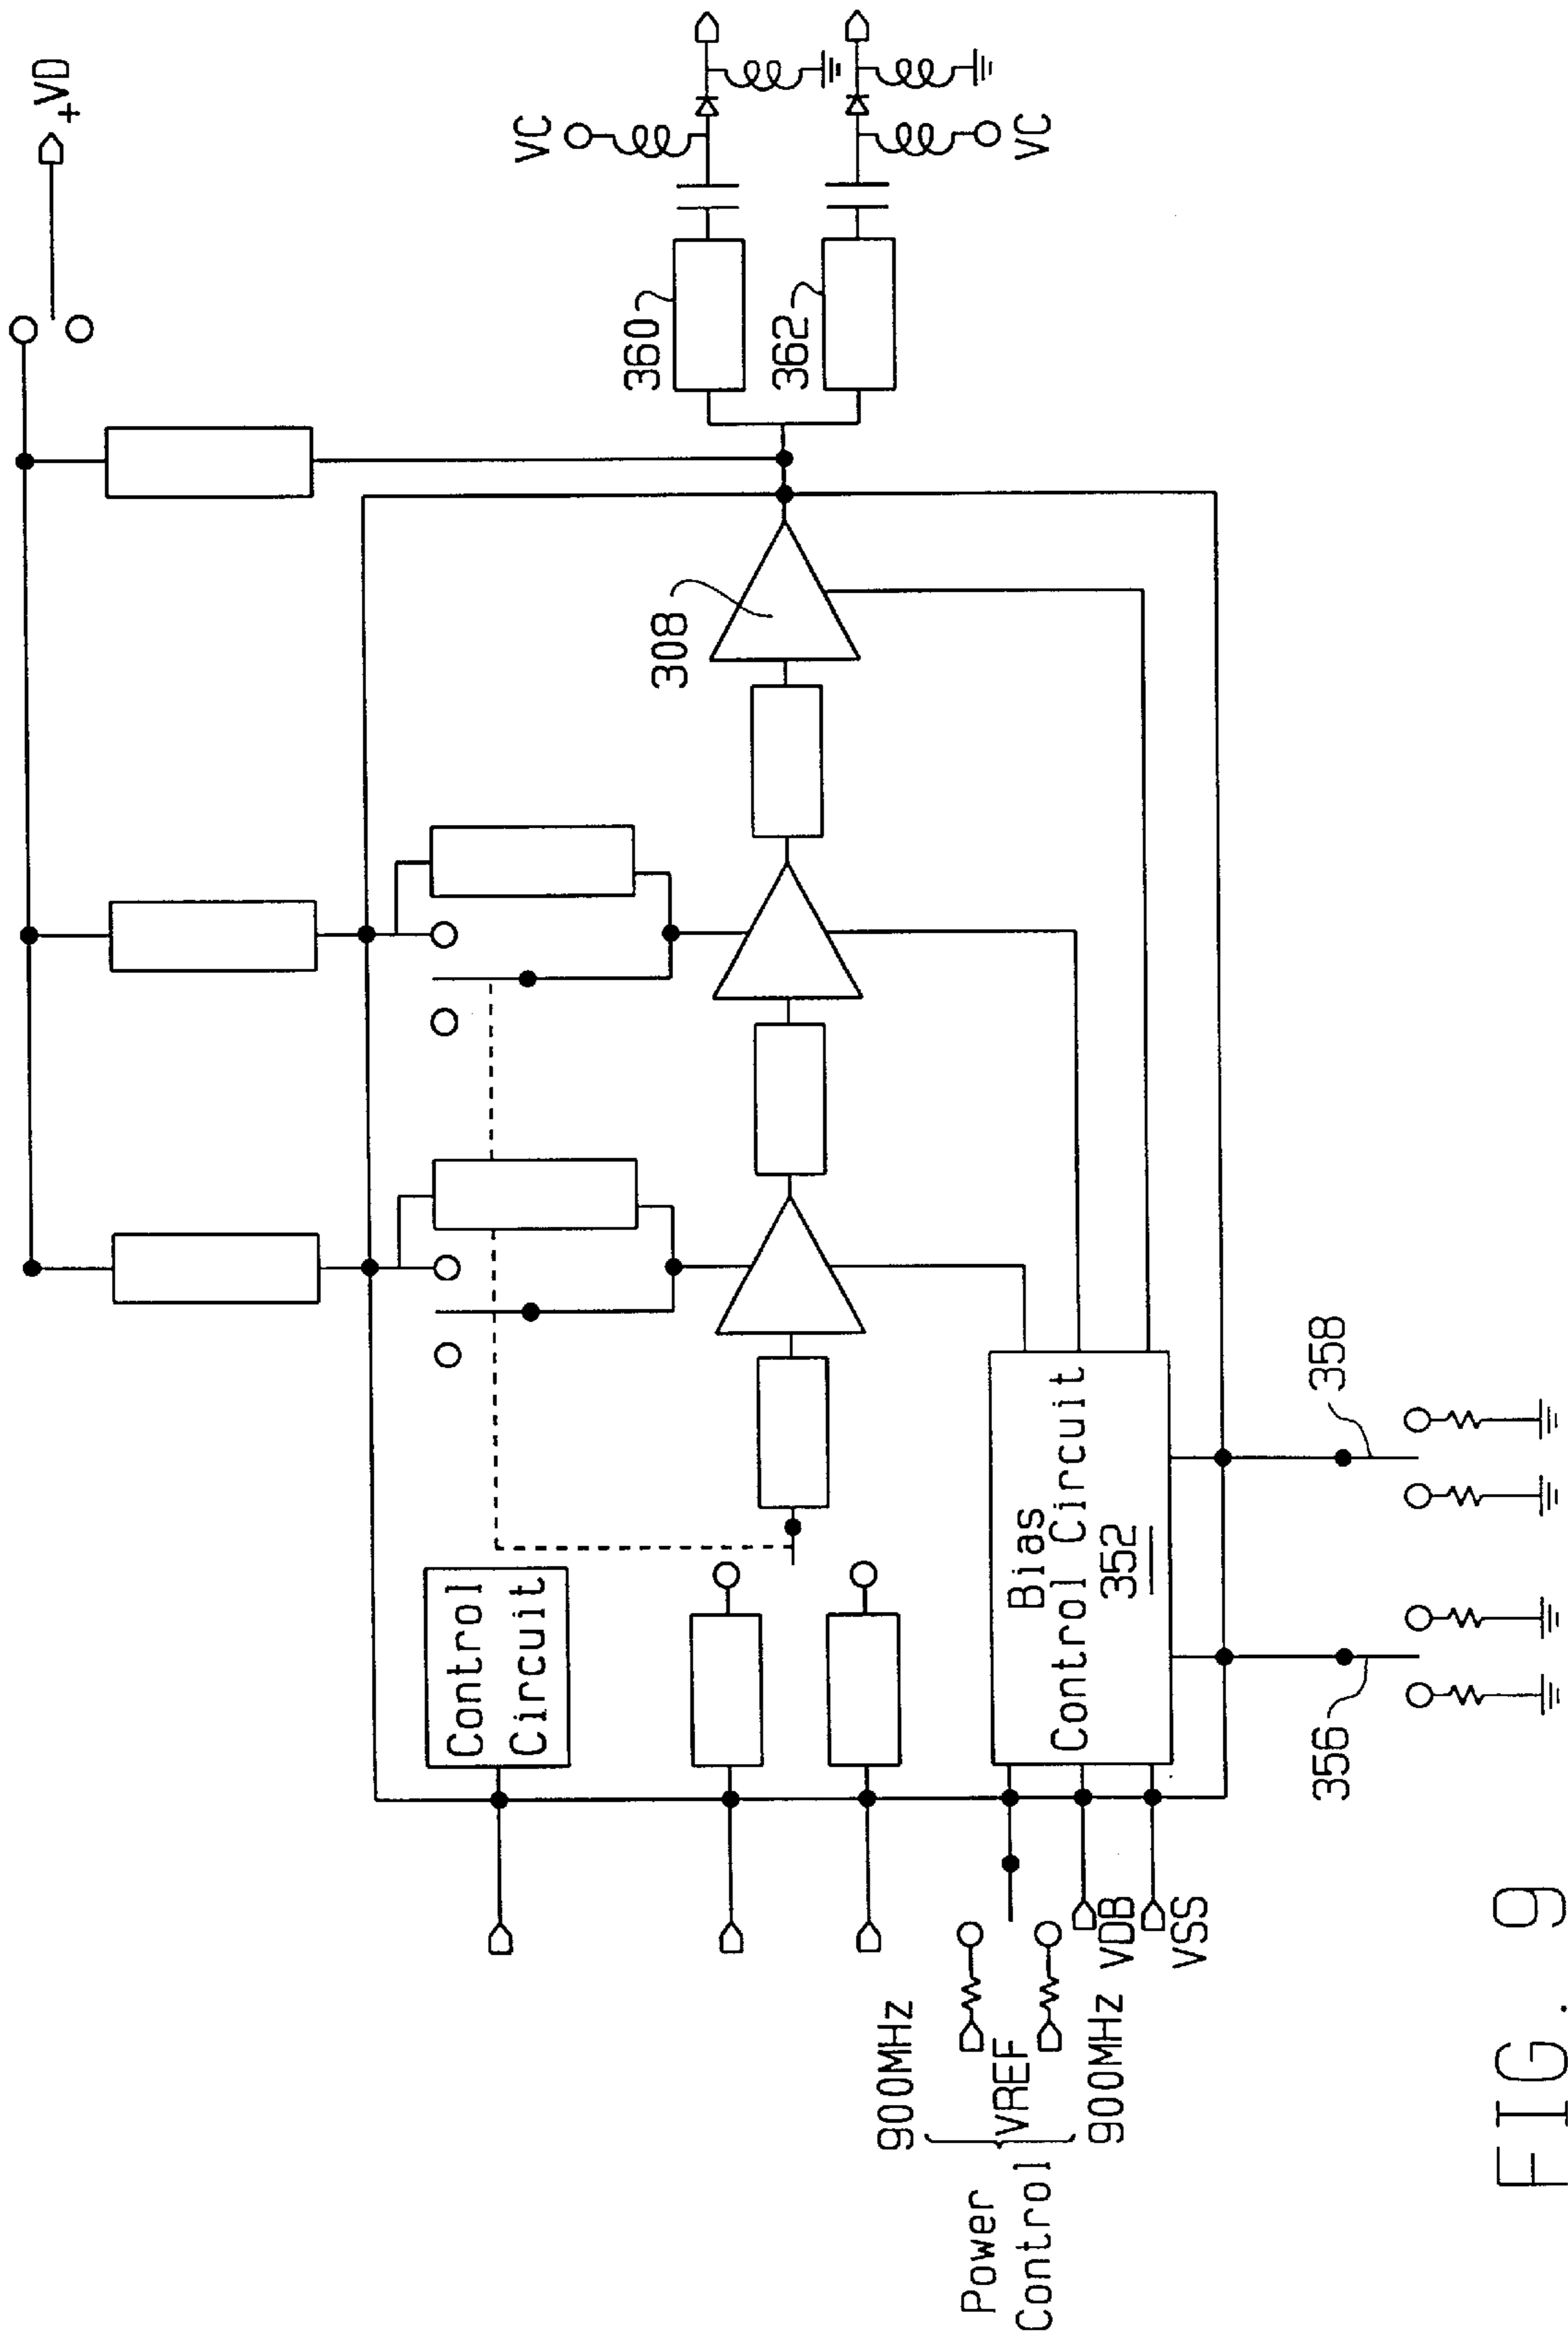 +VD
VC
VC
360
362
308
Control
Circuit
Bias
Control Circuit
352
900MHz
VREF
900MHz
VDB
VSS
Power
Control
356
358
FIG. 9